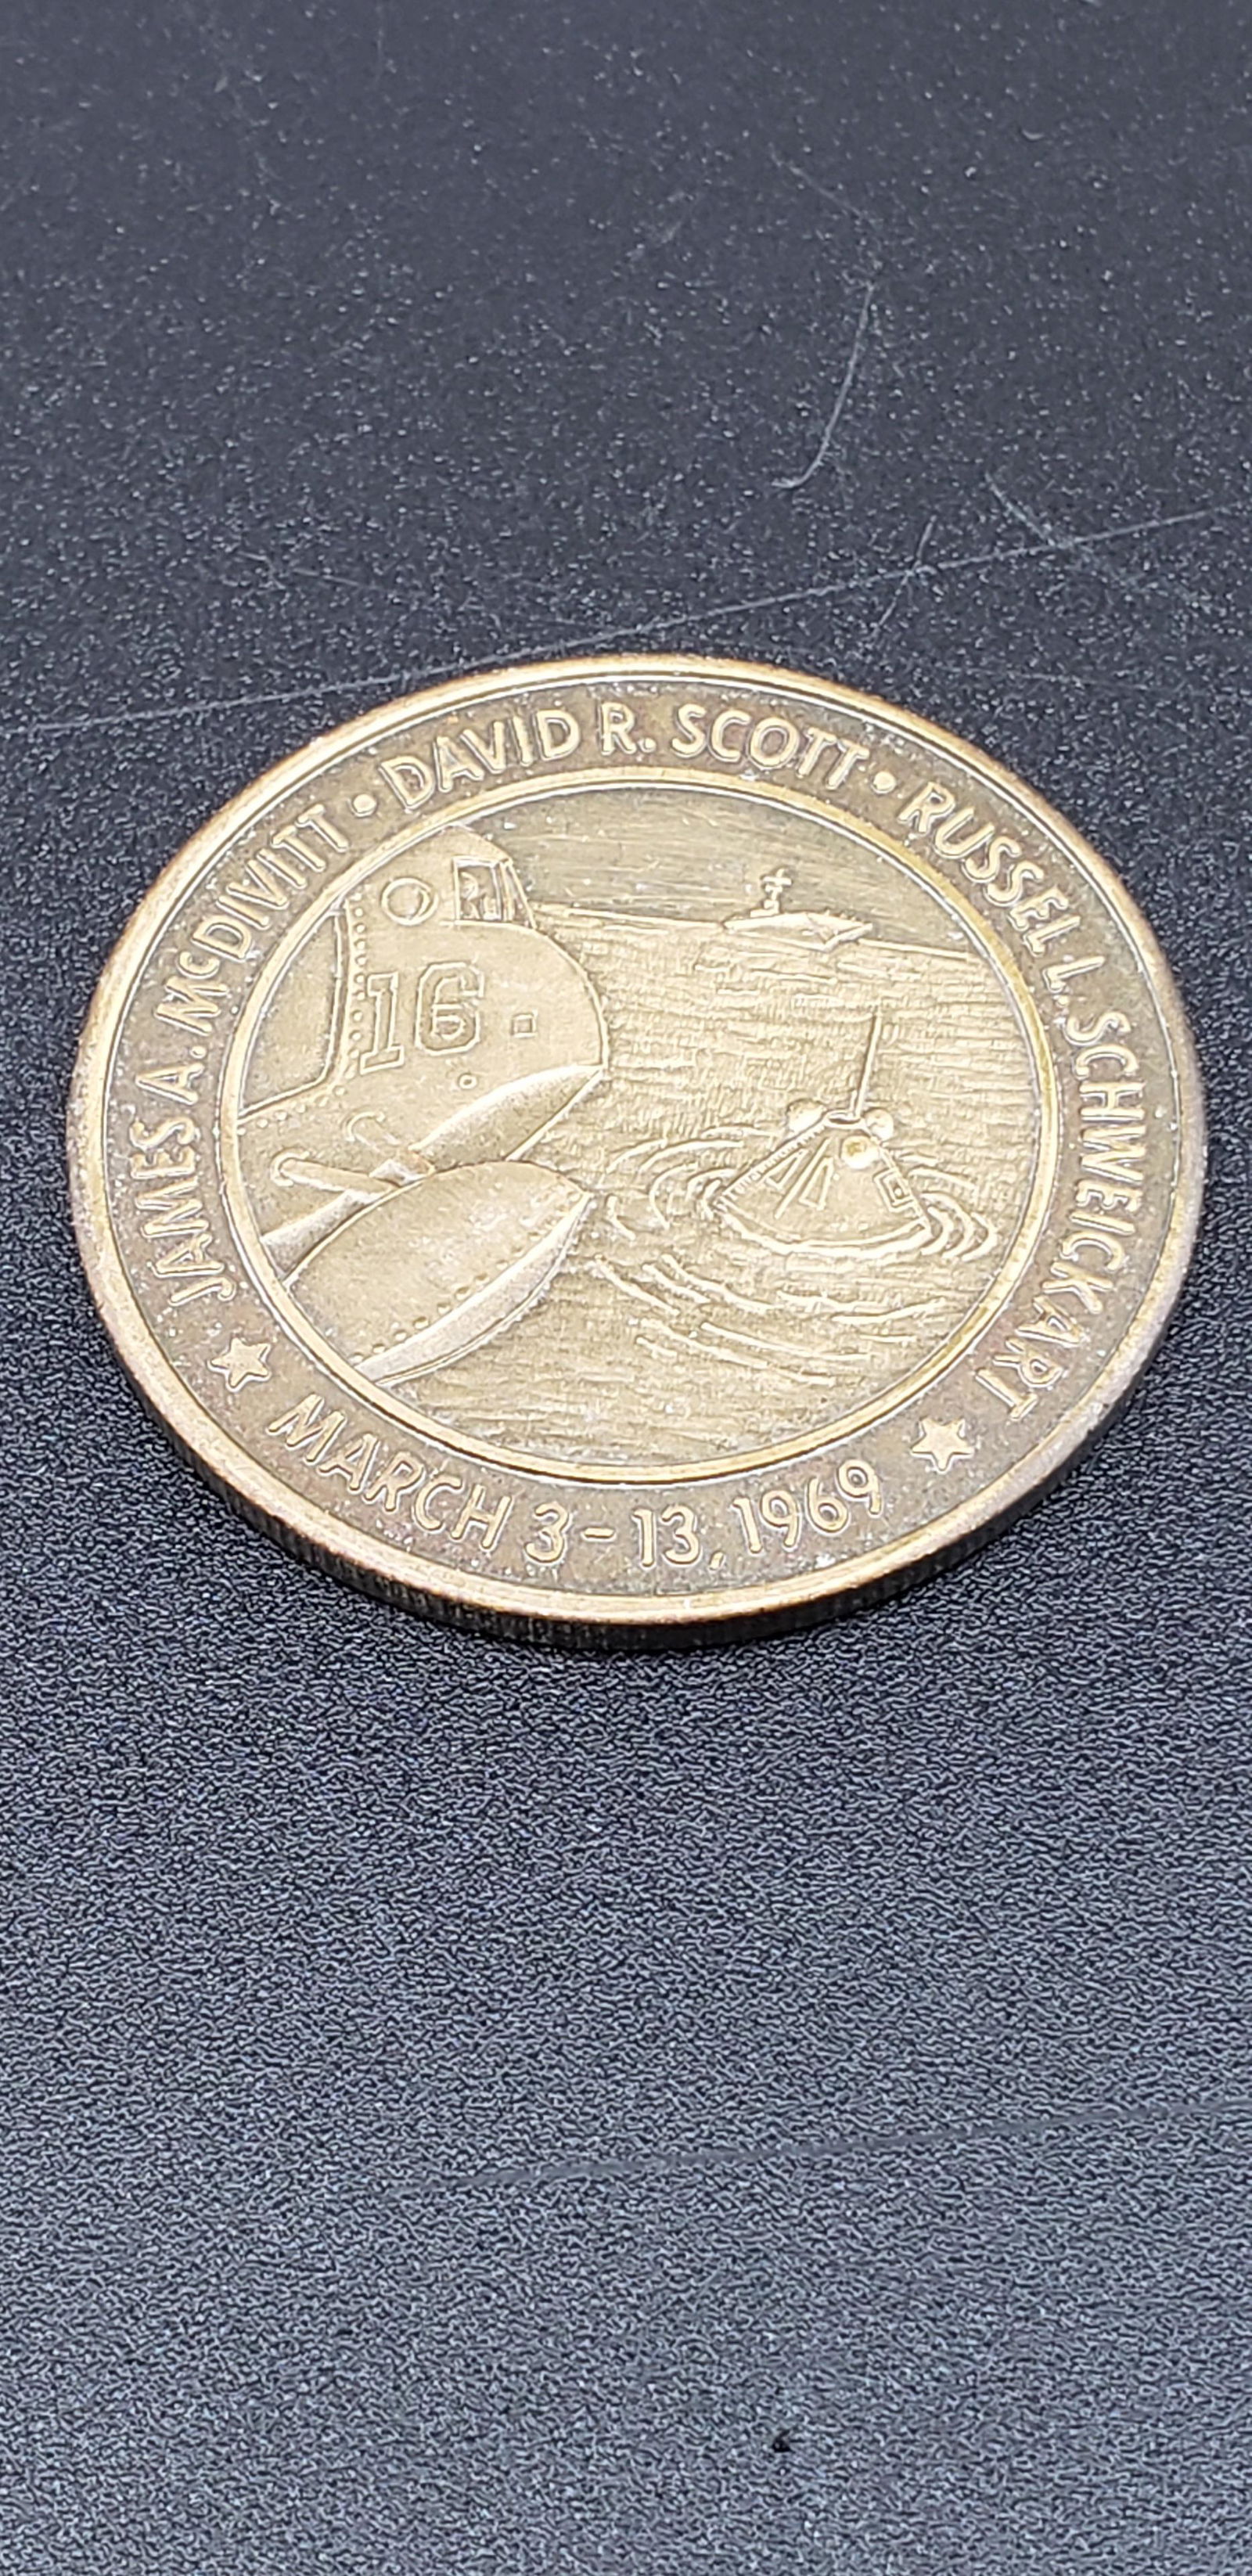 JAMES A. McDIVITT • DAVID R. SCOTT • RUSSEL L. SCHWEICKART
16
★ MARCH 3-13, 1969 ★